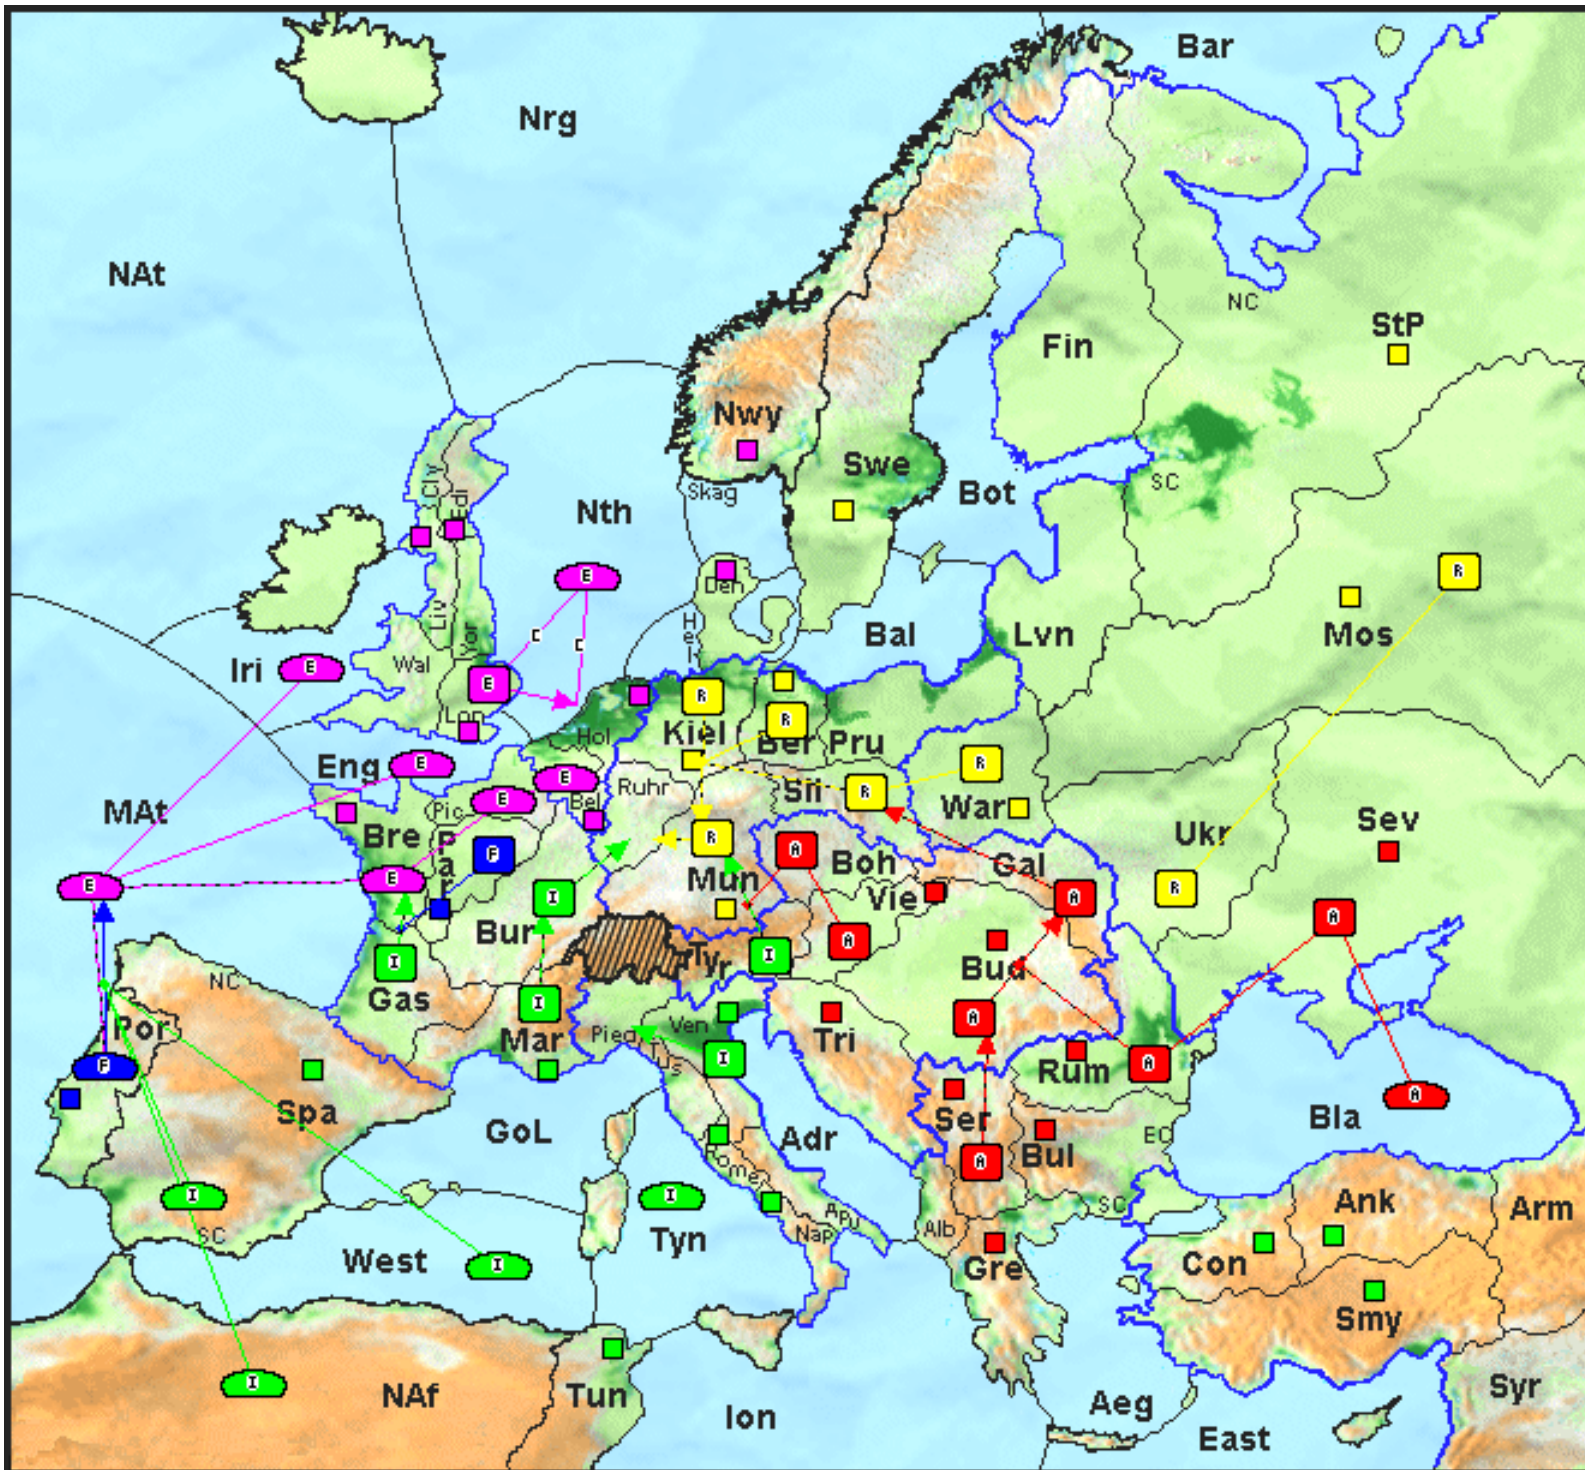 Bar
Nrg
NAt
NC
StP
Fin
Nwy
Swe
Skag
Bot
SC
Cly
Edl
Nth
E
R
Den
Hel
Liv
Yor
Bal
Lvn
Mos
Iri
E
Wal
C
C
E
R
Lon
Hol
Kiel
R
Ber
Pru
Eng
E
E
Ruhr
Sil
R
R
War
MAt
Pic
E
Bel
Bre
Par
F
R
A
Boh
Ukr
Sev
Gal
E
E
Mun
Vie
I
A
R
A
Bur
I
Tyr
I
A
Bud
NC
Gas
I
Por
Mar
Pied
Ven
Tri
A
F
Tus
I
Rum
A
Spa
GoL
Ser
A
Bla
Adr
EC
A
Bul
Rome
I
I
Ank
Arm
SC
Tyn
Apu
Nap
Alb
SC
West
I
Gre
Con
Smy
I
NAf
Tun
Ion
Aeg
Syr
East